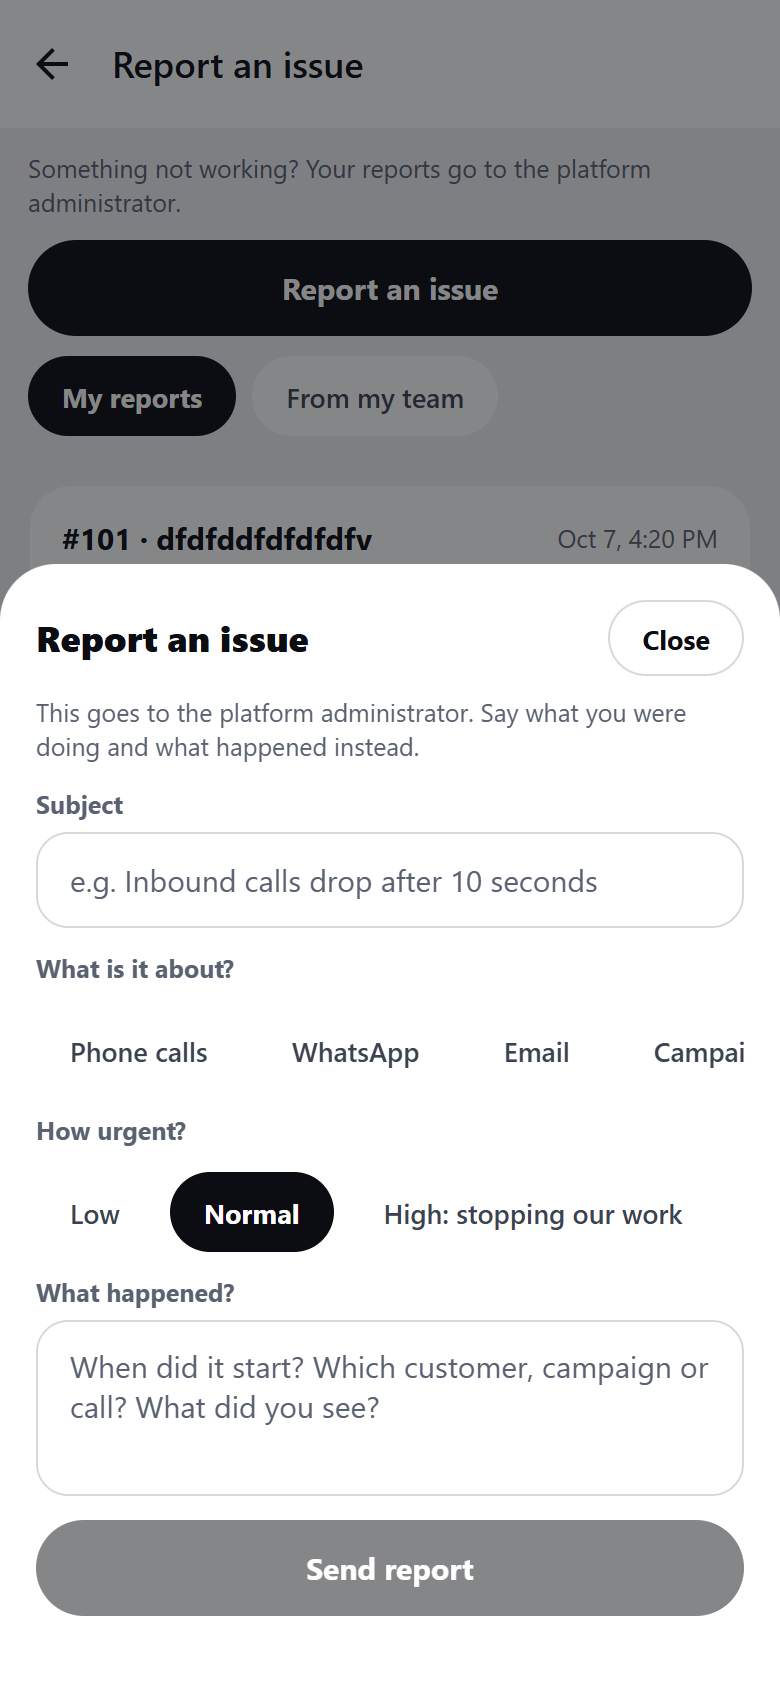 Report an issue
Something not working? Your reports go to the platform
administrator.
Report an issue
My reports
From my team
#101 · dfdfddfdfdfdfv
Oct 7, 4:20 PM
Report an issue
Close
This goes to the platform administrator. Say what you were
doing and what happened instead.
Subject
e.g. Inbound calls drop after 10 seconds
What is it about?
Phone calls
WhatsApp
Email
Campai
How urgent?
Low
Normal
High: stopping our work
What happened?
When did it start? Which customer, campaign or
call? What did you see?
Send report